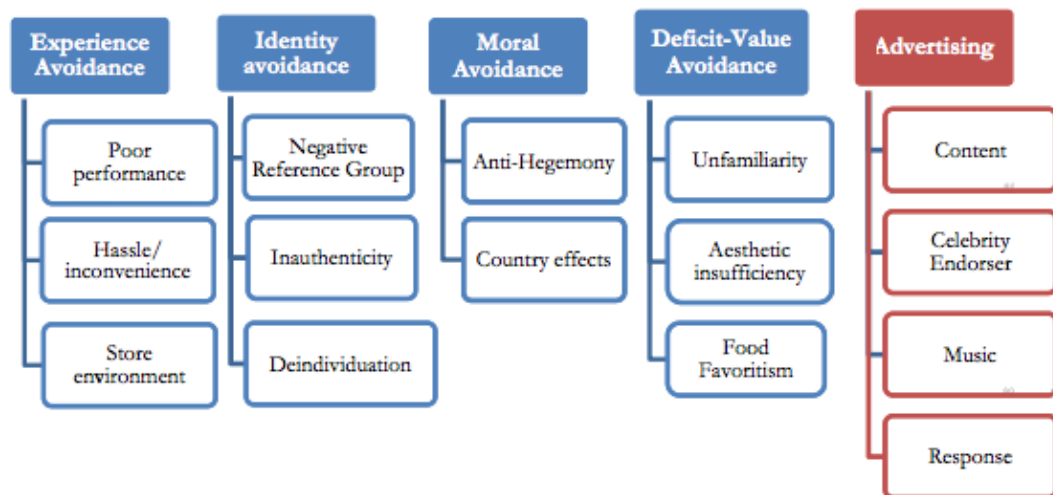 Experience
Avoidance
Poor
performance
Hassle/
inconvenience
Store
environment
Identity
avoidance
Negative
Reference Group
Inauthenticity
Deindividuation
Moral
Avoidance
Anti-Hegemony
Country effects
Deficit-Value
Avoidance
Unfamiliarity
Aesthetic
insufficiency
Food
Favoritism
Advertising
Content
Celebrity
Endorser
Music
Response